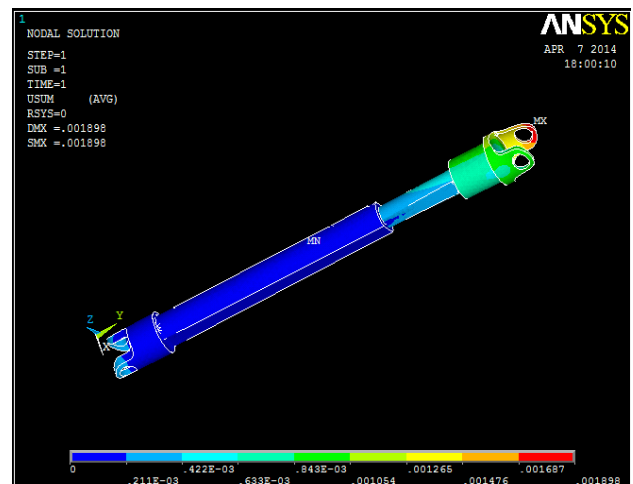 1
NODAL SOLUTION
STEP=1
SUB =1
TIME=1
USUM (AVG)
RSYS=0
DMX =.001898
SMX =.001898
ANSYS
APR 7 2014
18:00:10
MX
MN
Z Y
X
0 .422E-03 .843E-03 .001265 .001687
.211E-03 .633E-03 .001054 .001476 .001898